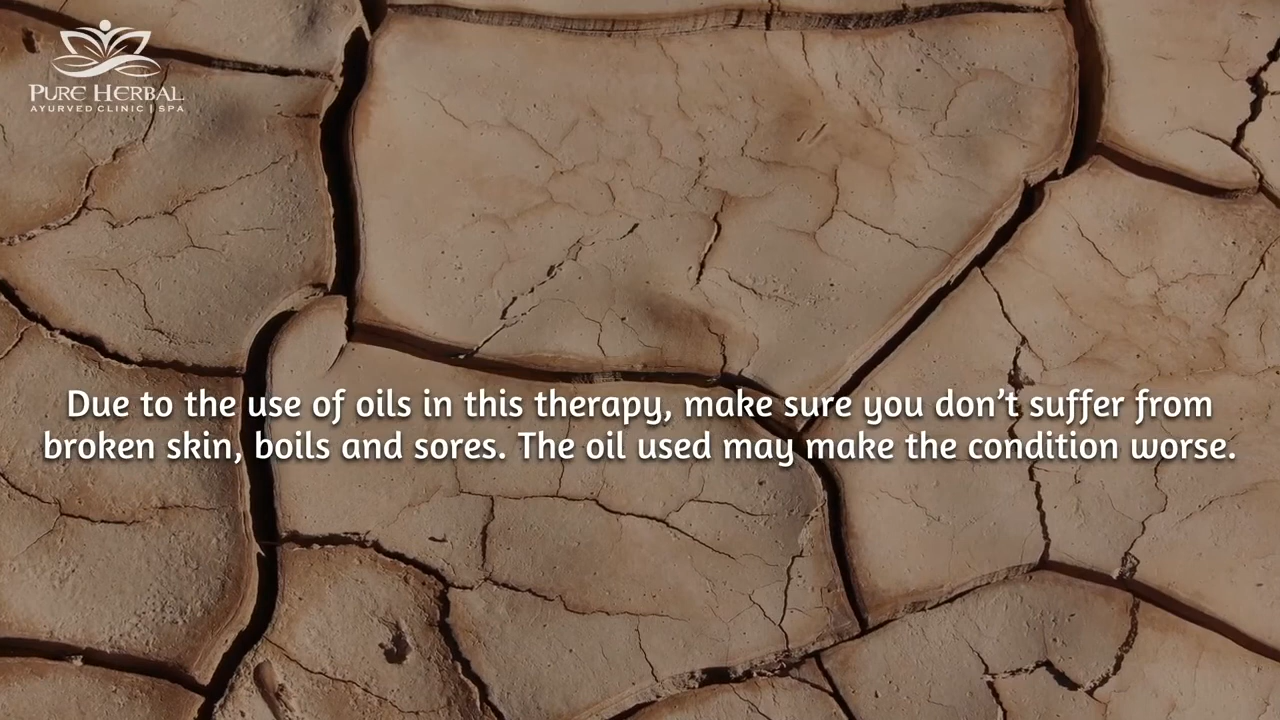 PURE HERBAL
AYURVED CLINIC | SPA
Due to the use of oils in this therapy, make sure you don’t suffer from
broken skin, boils and sores. The oil used may make the condition worse.